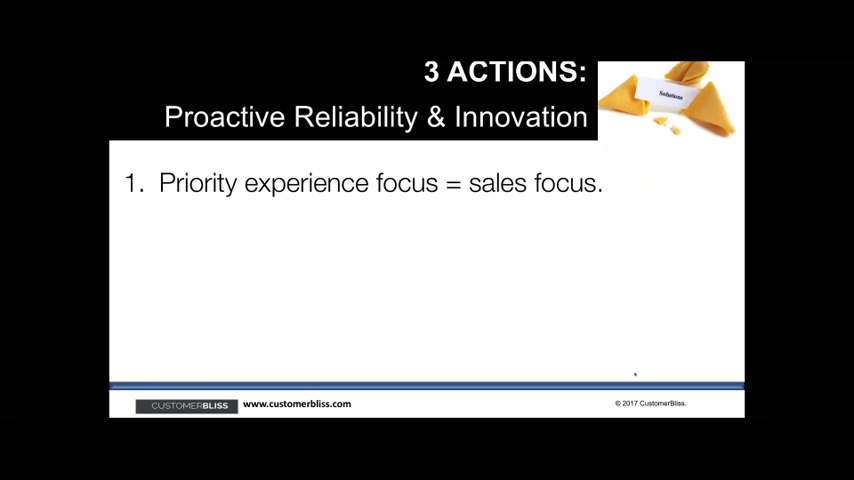 3 ACTIONS:
Solutions
Proactive Reliability & Innovation
1. Priority experience focus = sales focus.
CUSTOMERBLISS www.customerbliss.com
© 2017 CustomerBliss.